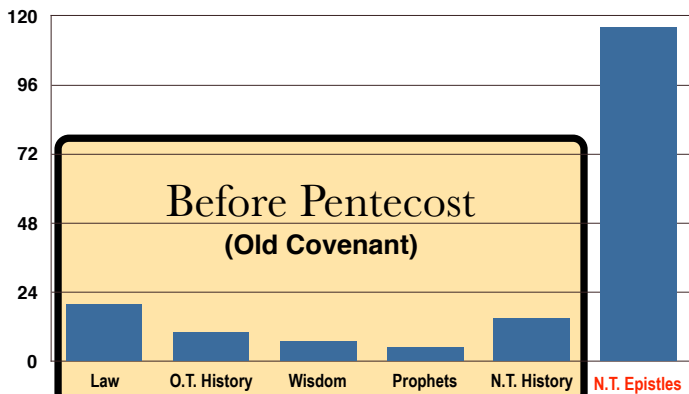 120
96
72
Before Pentecost
48
(Old Covenant)
24
0
Law O.T. History Wisdom Prophets N.T. History N.T. Epistles